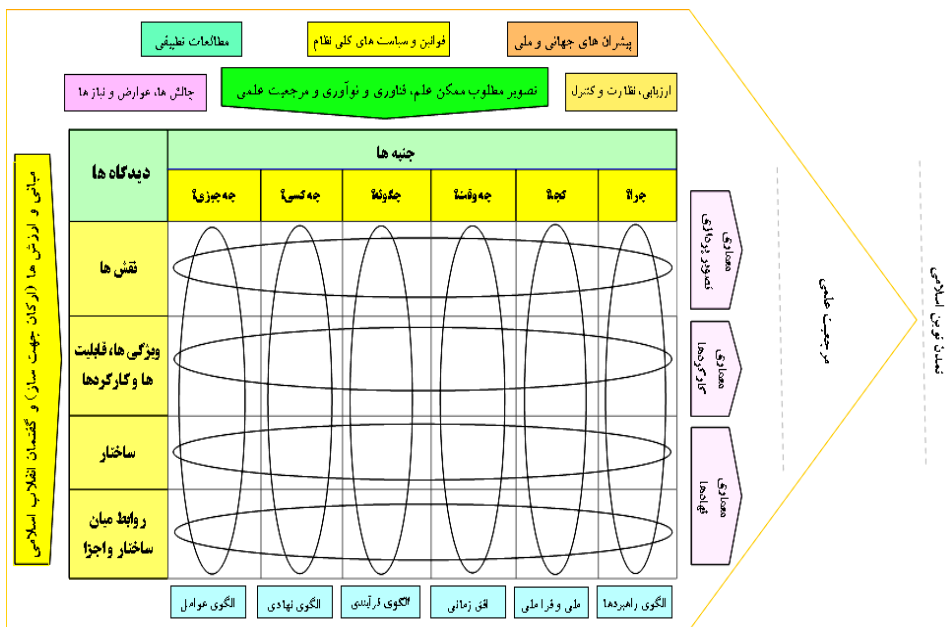 پیشران های جهانی و ملی
قوانین و سیاست های کلی نظام
مطالعات تطبیقی
ارزیابی، نظارت و کنترل
تصویر مطلوب ممکن علم، فناوری و نوآوری و مرجعیت علمی
چالش ها، عوارض و نیاز ها
جنبه ها
دیدگاه ها
چرا؟
کجا؟
چه وقت؟
چگونه؟
چه کسی؟
چه چیزی؟
نقش ها
ویژگی ها، قابلیت
ها و کارکردها
ساختار
روابط میان
ساختار و اجزا
معماری
تصویر پردازی
معماری
کارکردها
معماری
نهادها
مرجعیت علمی
تمدن نوین اسلامی
مبانی و ارزش ها (ارکان جهت ساز) و گفتمان انقلاب اسلامی
الگوی راهبردها
ملی و فرا ملی
افق زمانی
الگوی فرآیندی
الگوی نهادی
الگوی عوامل